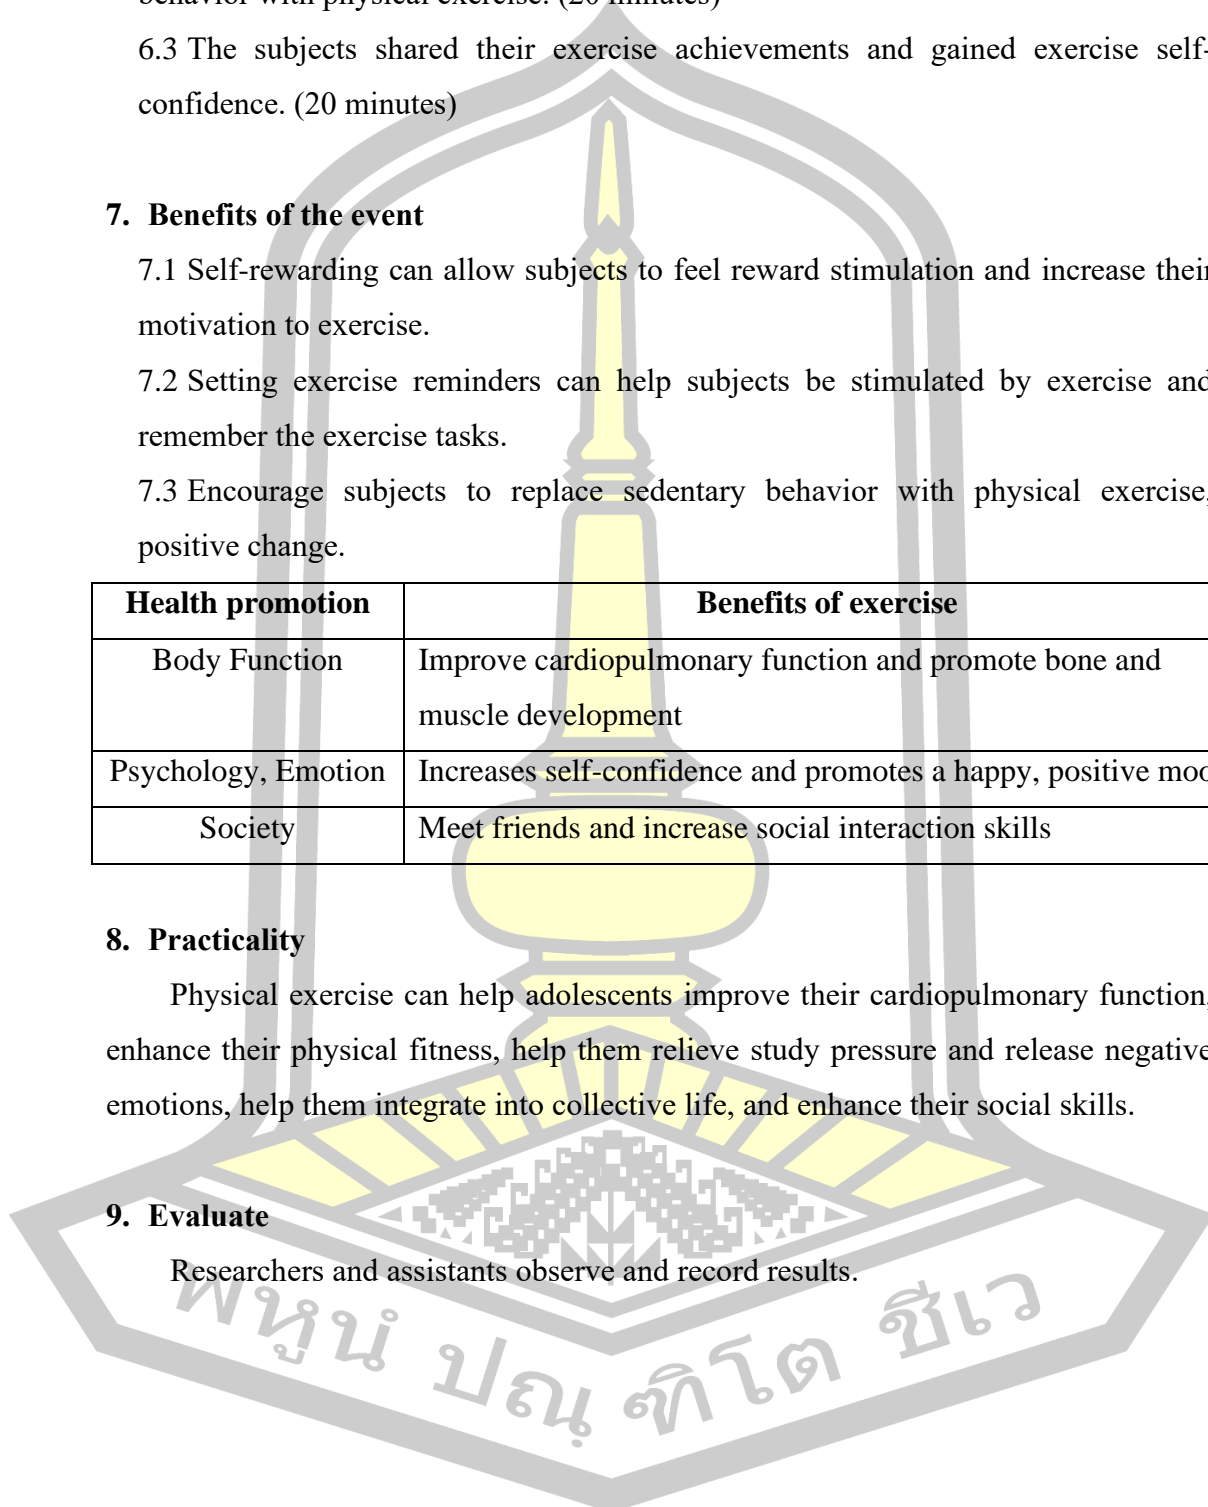 behavior with physical exercise. (20 minutes)
6.3 The subjects shared their exercise achievements and gained exercise self-
confidence. (20 minutes)
7. Benefits of the event
7.1 Self-rewarding can allow subjects to feel reward stimulation and increase their
motivation to exercise.
7.2 Setting exercise reminders can help subjects be stimulated by exercise and
remember the exercise tasks.
7.3 Encourage subjects to replace sedentary behavior with physical exercise,
positive change.
Health promotion Benefits of exercise
Body Function Improve cardiopulmonary function and promote bone and
muscle development
Psychology, Emotion Increases self-confidence and promotes a happy, positive moo
Society Meet friends and increase social interaction skills
8. Practicality
Physical exercise can help adolescents improve their cardiopulmonary function,
enhance their physical fitness, help them relieve study pressure and release negative
emotions, help them integrate into collective life, and enhance their social skills.
9. Evaluate
Researchers and assistants observe and record results.
พหูนํ ปณฺฑิโต ชีเว